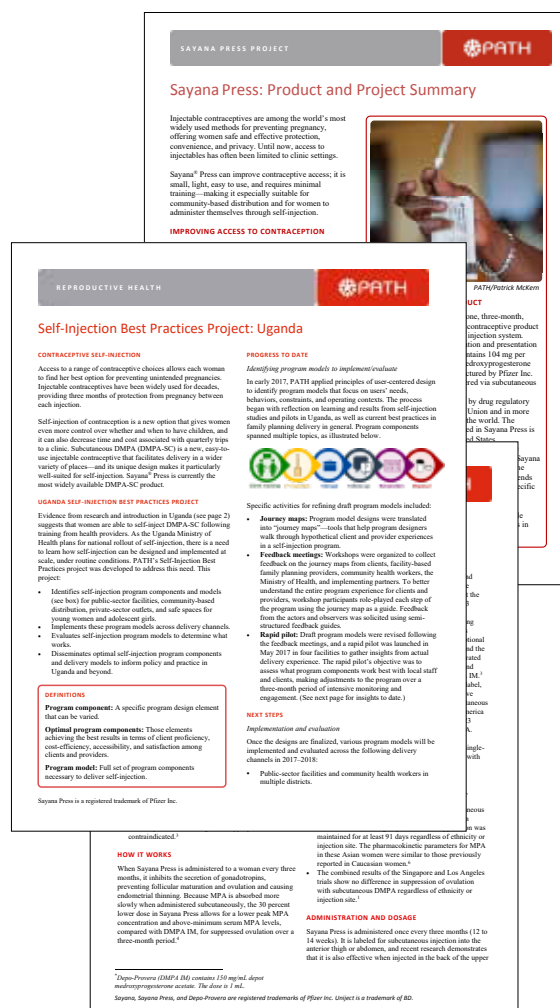 SAYANA PRESS PROJECT
PATH
Sayana Press: Product and Project Summary
Injectable contraceptives are among the world's most
widely used methods for preventing pregnancy,
offering women safe and effective protection,
convenience, and privacy. Until now, access to
injectables has often been limited to clinic settings.
Sayana® Press can improve contraceptive access; it is
small, light, easy to use, and requires minimal
training—making it especially suitable for
community-based distribution and for women to
administer themselves through self-injection.
IMPROVING ACCESS TO CONTRACEPTION
PATH/Patrick McKern
UCT
one, three-month,
contraceptive product
injection system.
tion and presentation
ntains 104 mg per
edroxyprogesterone
ctured by Pfizer Inc.
ered via subcutaneous
by drug regulatory
Union and in more
the world. The
ed in Sayana Press is
ed States.
REPRODUCTIVE HEALTH
PATH
Self-Injection Best Practices Project: Uganda
CONTRACEPTIVE SELF-INJECTION
Access to a range of contraceptive choices allows each woman
to find her best option for preventing unintended pregnancies.
Injectable contraceptives have been widely used for decades,
providing three months of protection from pregnancy between
each injection.
Self-injection of contraception is a new option that gives women
even more control over whether and when to have children, and
it can also decrease time and cost associated with quarterly trips
to a clinic. Subcutaneous DMPA (DMPA-SC) is a new, easy-to-
use injectable contraceptive that facilitates delivery in a wider
variety of places—and its unique design makes it particularly
well-suited for self-injection. Sayana® Press is currently the
most widely available DMPA-SC product.
UGANDA SELF-INJECTION BEST PRACTICES PROJECT
Evidence from research and introduction in Uganda (see page 2)
suggests that women are able to self-inject DMPA-SC following
training from health providers. As the Uganda Ministry of
Health plans for national rollout of self-injection, there is a need
to learn how self-injection can be designed and implemented at
scale, under routine conditions. PATH's Self-Injection Best
Practices project was developed to address this need. This
project:
• Identifies self-injection program components and models
(see box) for public-sector facilities, community-based
distribution, private-sector outlets, and safe spaces for
young women and adolescent girls.
• Implements these program models across delivery channels.
• Evaluates self-injection program models to determine what
works.
• Disseminates optimal self-injection program components
and delivery models to inform policy and practice in
Uganda and beyond.
DEFINITIONS
Program component: A specific program design element
that can be varied.
Optimal program components: Those elements
achieving the best results in terms of client proficiency,
cost-efficiency, accessibility, and satisfaction among
clients and providers.
Program model: Full set of program components
necessary to deliver self-injection.
Sayana Press is a registered trademark of Pfizer Inc.
PROGRESS TO DATE
Identifying program models to implement/evaluate
In early 2017, PATH applied principles of user-centered design
to identify program models that focus on users' needs,
behaviors, constraints, and operating contexts. The process
began with reflection on learning and results from self-injection
studies and pilots in Uganda, as well as current best practices in
family planning delivery in general. Program components
spanned multiple topics, as illustrated below.
Specific activities for refining draft program models included:
• Journey maps: Program model designs were translated
into "journey maps"—tools that help program designers
walk through hypothetical client and provider experiences
in a self-injection program.
• Feedback meetings: Workshops were organized to collect
feedback on the journey maps from clients, facility-based
family planning providers, community health workers, the
Ministry of Health, and implementing partners. To better
understand the entire program experience for clients and
providers, workshop participants role-played each step of
the program using the journey map as a guide. Feedback
from the actors and observers was solicited using semi-
structured feedback guides.
• Rapid pilot: Draft program models were revised following
the feedback meetings, and a rapid pilot was launched in
May 2017 in four facilities to gather insights from actual
delivery experience. The rapid pilot's objective was to
assess what program components work best with local staff
and clients, making adjustments to the program over a
three-month period of intensive monitoring and
engagement. (See next page for insights to date.)
NEXT STEPS
Implementation and evaluation
Once the designs are finalized, various program models will be
implemented and evaluated across the following delivery
channels in 2017–2018:
• Public-sector facilities and community health workers in
multiple districts.
contraindicated.²
HOW IT WORKS
When Sayana Press is administered to a woman every three
months, it inhibits the secretion of gonadotropins,
preventing follicular maturation and ovulation and causing
endometrial thinning. Because MPA is absorbed more
slowly when administered subcutaneously, the 30 percent
lower dose in Sayana Press allows for a lower peak MPA
concentration and above-minimum serum MPA levels,
compared with DMPA IM, for suppressed ovulation over a
three-month period.⁴
maintained for at least 91 days regardless of ethnicity or
injection site. The pharmacokinetic parameters for MPA
in these Asian women were similar to those previously
reported in Caucasian women.⁶
• The combined results of the Singapore and Los Angeles
trials show no difference in suppression of ovulation
with subcutaneous DMPA regardless of ethnicity or
injection site.¹
ADMINISTRATION AND DOSAGE
Sayana Press is administered once every three months (12 to
14 weeks). It is labeled for subcutaneous injection into the
anterior thigh or abdomen, and recent research demonstrates
that it is also effective when injected in the back of the upper
*Depo-Provera (DMPA IM) contains 150 mg/mL depot
medroxyprogesterone acetate. The dose is 1 mL.
Sayana, Sayana Press, and Depo-Provera are registered trademarks of Pfizer Inc. Uniject is a trademark of BD.